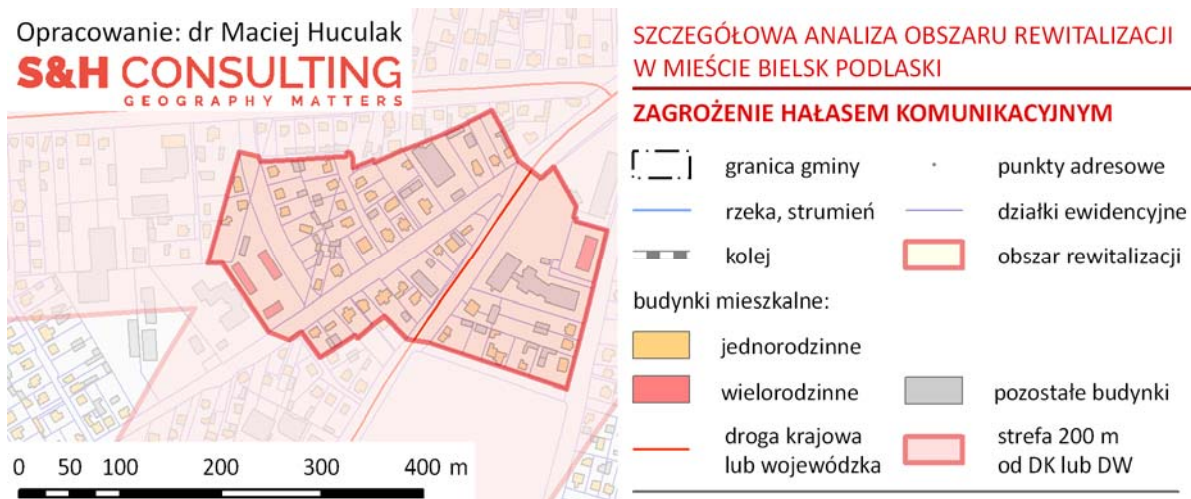 Opracowanie: dr Maciej Huculak
S&H CONSULTING
GEOGRAPHY MATTERS
0 50 100 200 300 400 m
SZCZEGÓŁOWA ANALIZA OBSZARU REWITALIZACJI
W MIEŚCIE BIELSK PODLASKI
ZAGROŻENIE HAŁASEM KOMUNIKACYJNYM
granica gminy
punkty adresowe
rzeka, strumień
działki ewidencyjne
kolej
obszar rewitalizacji
budynki mieszkalne:
jednorodzinne
wielorodzinne
pozostałe budynki
droga krajowa
lub wojewódzka
strefa 200 m
od DK lub DW